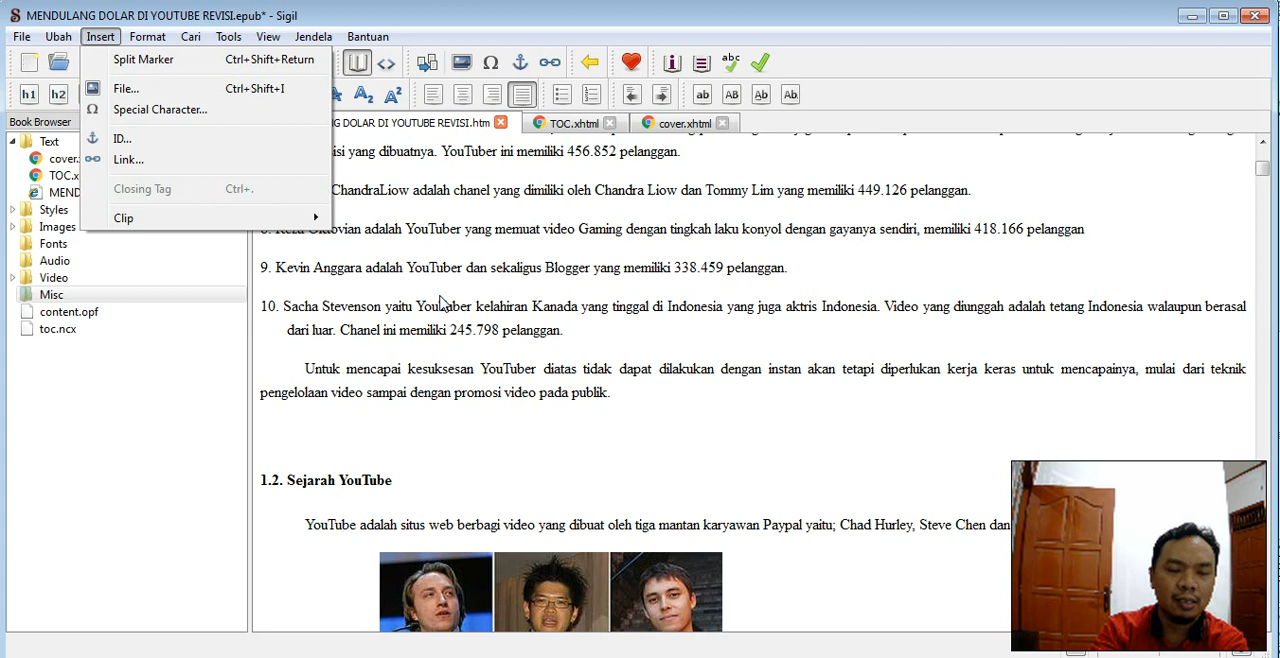 MENDULANG DOLAR DI YOUTUBE REVISI.epub* - Sigil
File Ubah Insert Format Cari Tools View Jendela Bantuan
Split Marker Ctrl+Shift+Return
File... Ctrl+Shift+I
Special Character...
ID...
Link...
Closing Tag Ctrl+.
Clip
h1 h2
Book Browser
NG DOLAR DI YOUTUBE REVISI.htm TOC.xhtml cover.xhtml
Text
cover.
TOC.x
MEND
Styles
Images
Fonts
Audio
Video
Misc
content.opf
toc.ncx
isi yang dibuatnya. YouTuber ini memiliki 456.852 pelanggan.
ChandraLiow adalah chanel yang dimiliki oleh Chandra Liow dan Tommy Lim yang memiliki 449.126 pelanggan.
8. Reza Oktovian adalah YouTuber yang memuat video Gaming dengan tingkah laku konyol dengan gayanya sendiri, memiliki 418.166 pelanggan
9. Kevin Anggara adalah YouTuber dan sekaligus Blogger yang memiliki 338.459 pelanggan.
10. Sacha Stevenson yaitu YouTuber kelahiran Kanada yang tinggal di Indonesia yang juga aktris Indonesia. Video yang diunggah adalah tetang Indonesia walaupun berasal
dari luar. Chanel ini memiliki 245.798 pelanggan.
Untuk mencapai kesuksesan YouTuber diatas tidak dapat dilakukan dengan instan akan tetapi diperlukan kerja keras untuk mencapainya, mulai dari teknik
pengelolaan video sampai dengan promosi video pada publik.
1.2. Sejarah YouTube
YouTube adalah situs web berbagi video yang dibuat oleh tiga mantan karyawan Paypal yaitu; Chad Hurley, Steve Chen dan